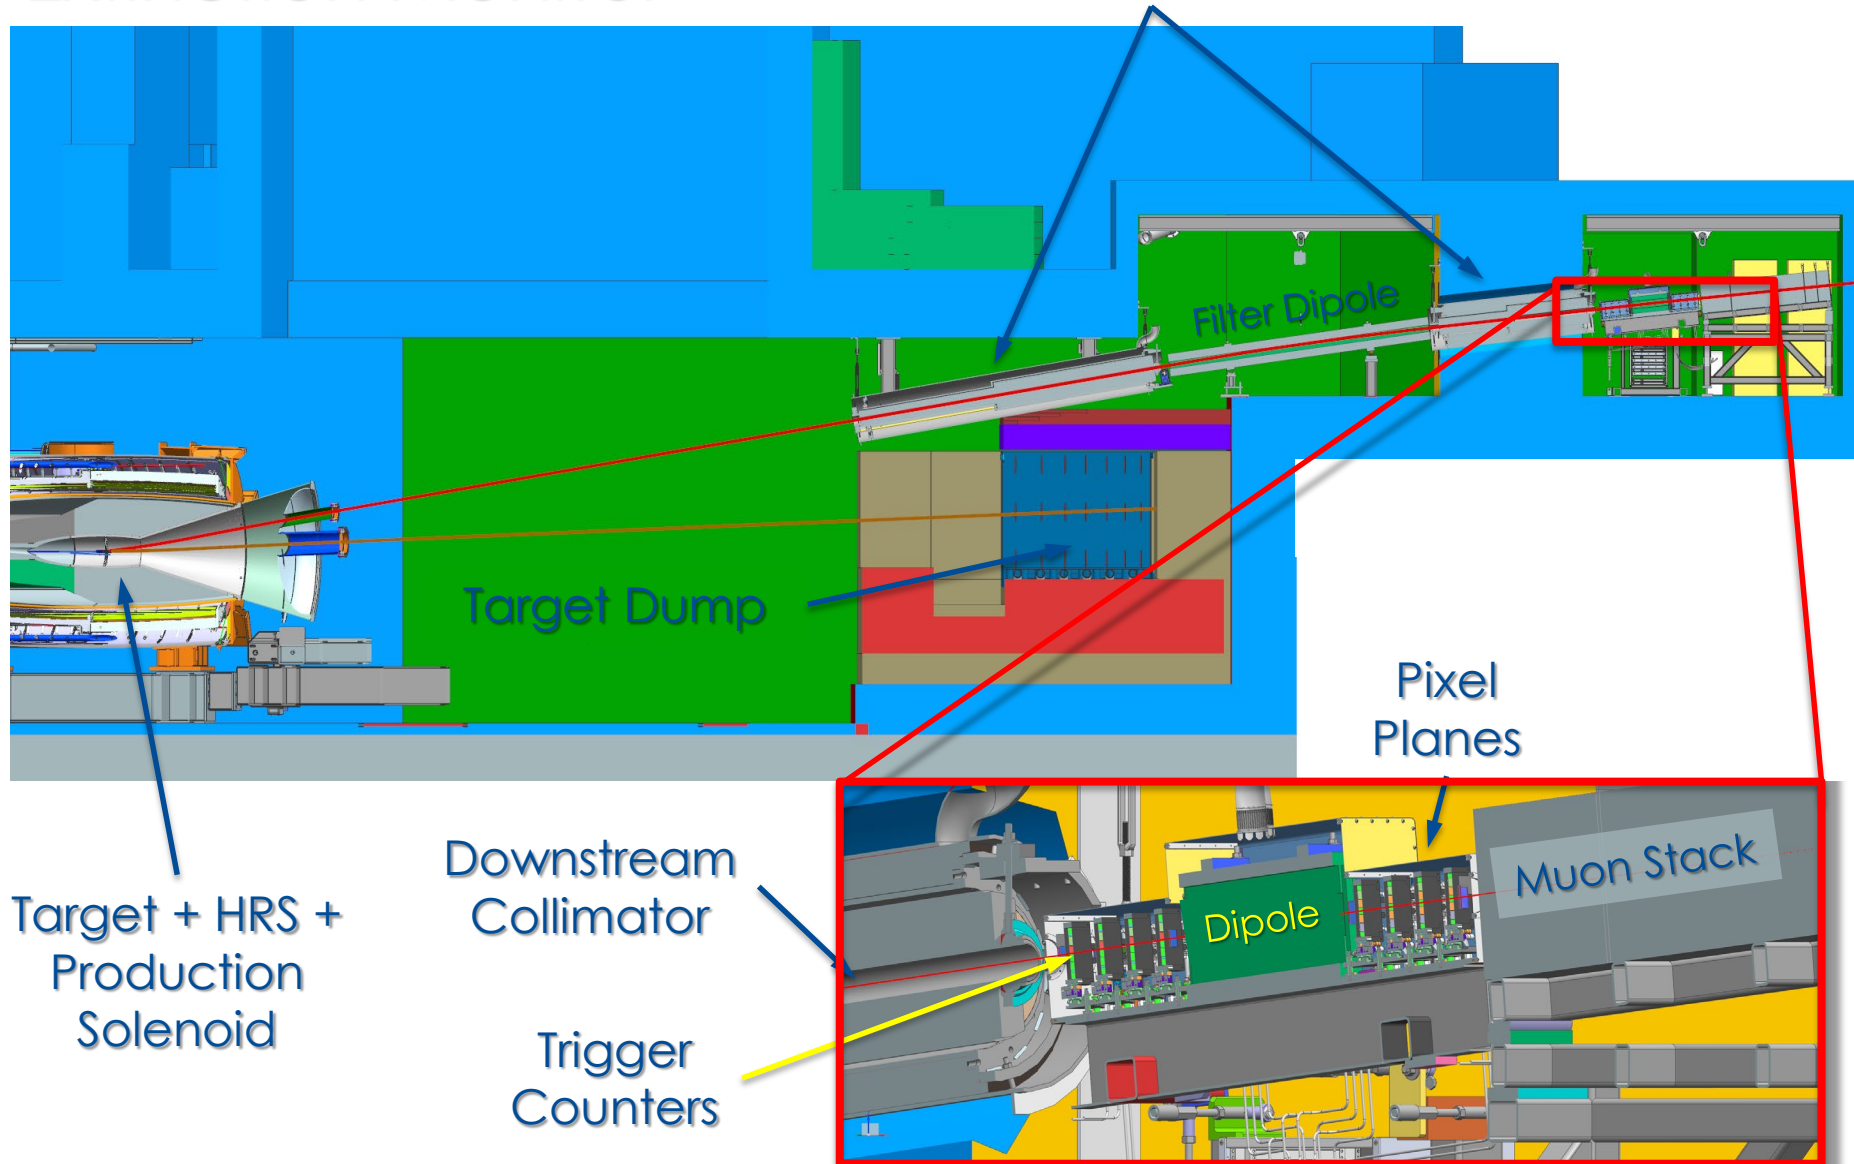 Filter Dipole
Target Dump
Pixel
Planes
Downstream
Collimator
Muon Stack
Dipole
Target + HRS +
Production
Solenoid
Trigger
Counters